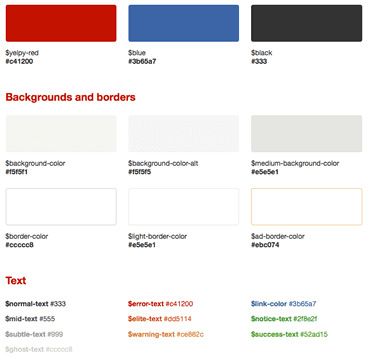 $yelpy-red $blue $black
#c41200 #3b65a7 #333
Backgrounds and borders
$background-color $background-color-alt $medium-background-color
#f5f5f1 #f5f5f5 #e5e5e1
$border-color $light-border-color $ad-border-color
#ccccc8 #e5e5e1 #ebc074
Text
$normal-text #333 $error-text #c41200 $link-color #3b65a7
$mid-text #555 $elite-text #dd5114 $notice-text #2f8e2f
$subtle-text #999 $warning-text #ce682c $success-text #52ad15
$ghost-text #ccccc8